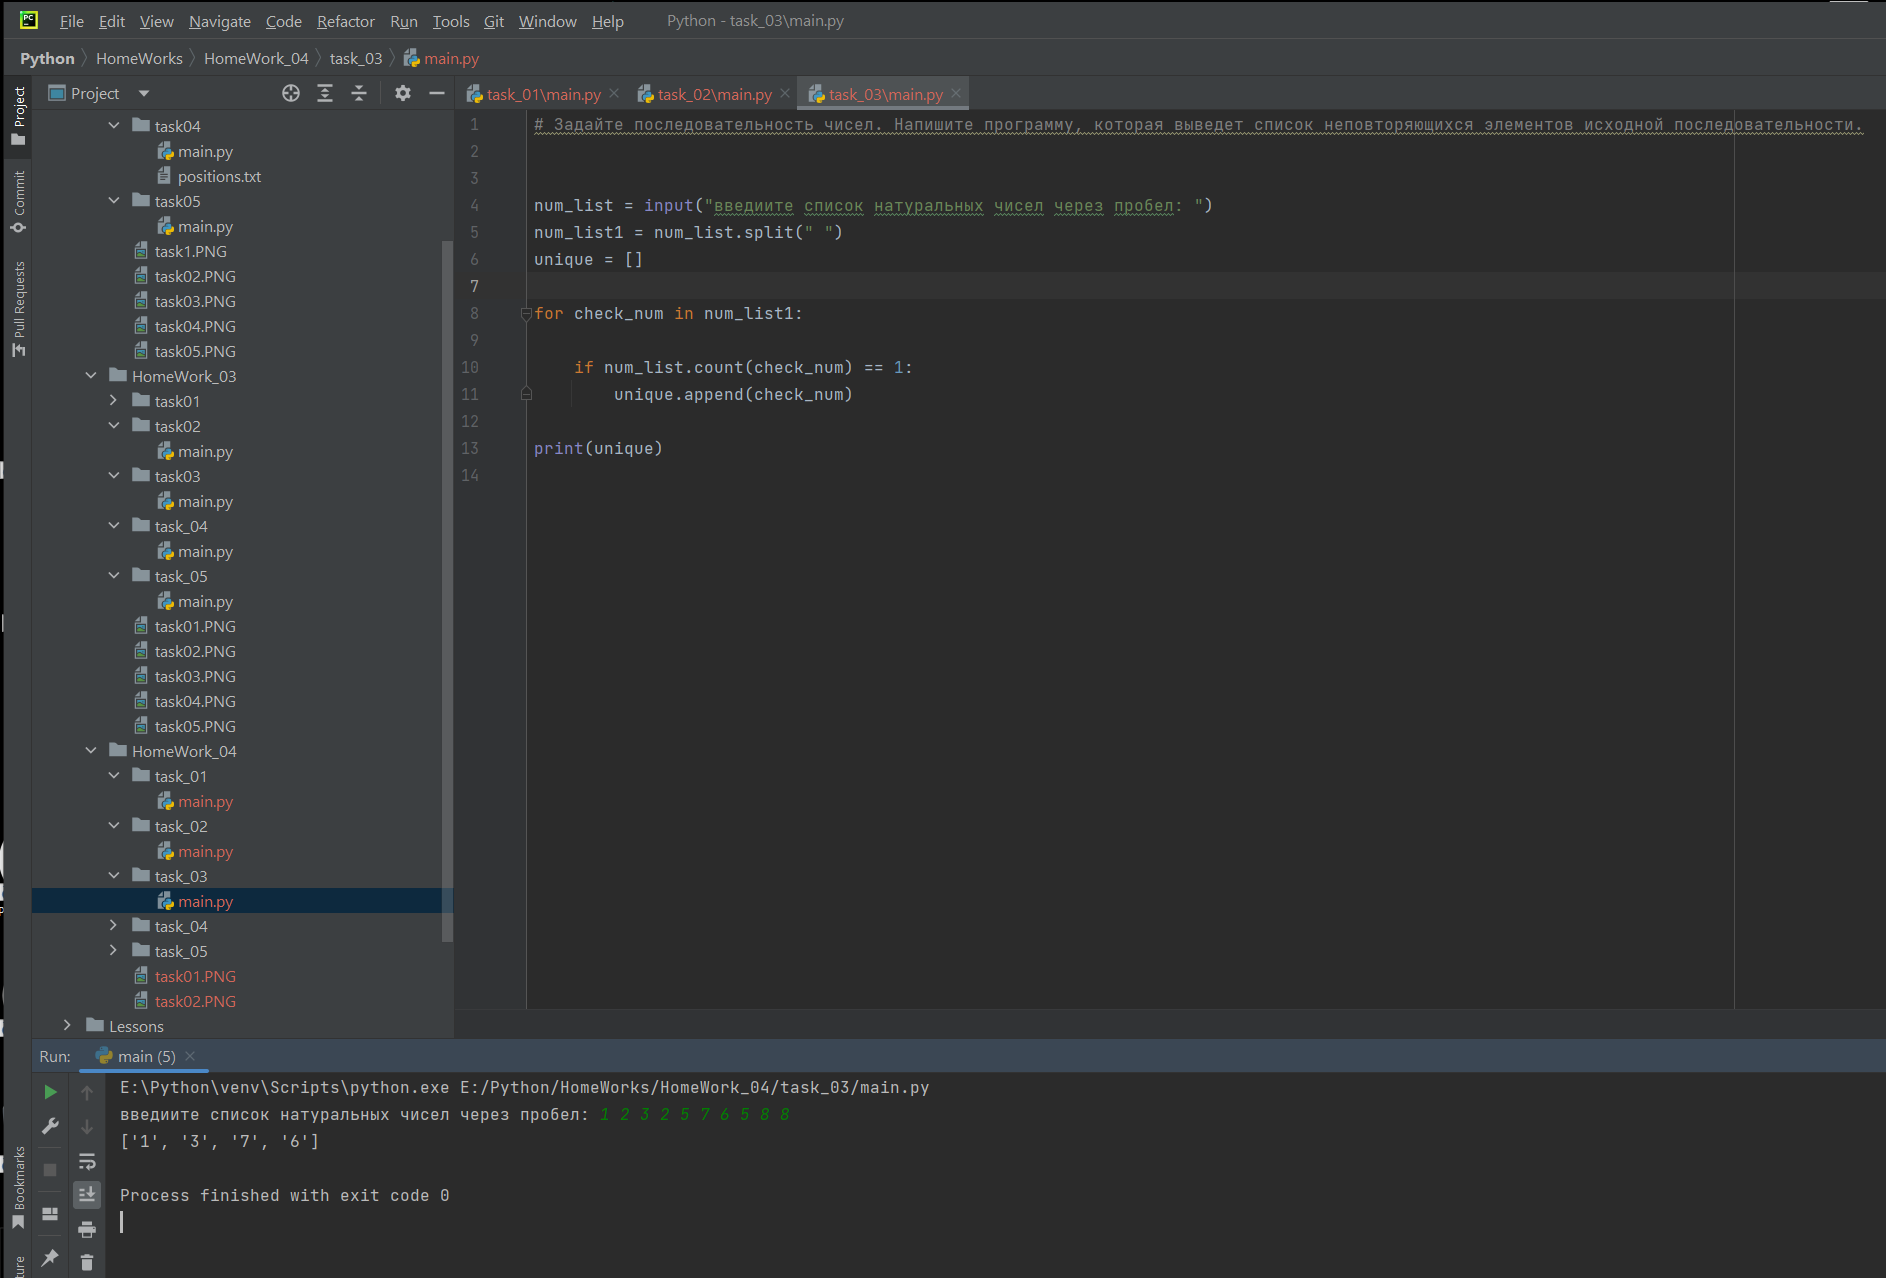 File Edit View Navigate Code Refactor Run Tools Git Window Help Python - task_03\main.py
Python HomeWorks HomeWork_04 task_03 main.py
Project
Commit
Pull Requests
Bookmarks
Project
task04
main.py
positions.txt
task05
main.py
task1.PNG
task02.PNG
task03.PNG
task04.PNG
task05.PNG
HomeWork_03
task01
task02
main.py
task03
main.py
task_04
main.py
task_05
main.py
task01.PNG
task02.PNG
task03.PNG
task04.PNG
task05.PNG
HomeWork_04
task_01
main.py
task_02
main.py
task_03
main.py
task_04
task_05
task01.PNG
task02.PNG
Lessons
task_01\main.py task_02\main.py task_03\main.py
1 # Задайте последовательность чисел. Напишите программу, которая выведет список неповторяющихся элементов исходной последовательности.
2
3
4 num_list = input("введиите список натуральных чисел через пробел: ")
5 num_list1 = num_list.split(" ")
6 unique = []
7
8 for check_num in num_list1:
9
10 if num_list.count(check_num) == 1:
11 unique.append(check_num)
12
13 print(unique)
14
Run: main (5)
E:\Python\venv\Scripts\python.exe E:/Python/HomeWorks/HomeWork_04/task_03/main.py
введиите список натуральных чисел через пробел: 1 2 3 2 5 7 6 5 8 8
['1', '3', '7', '6']
Process finished with exit code 0